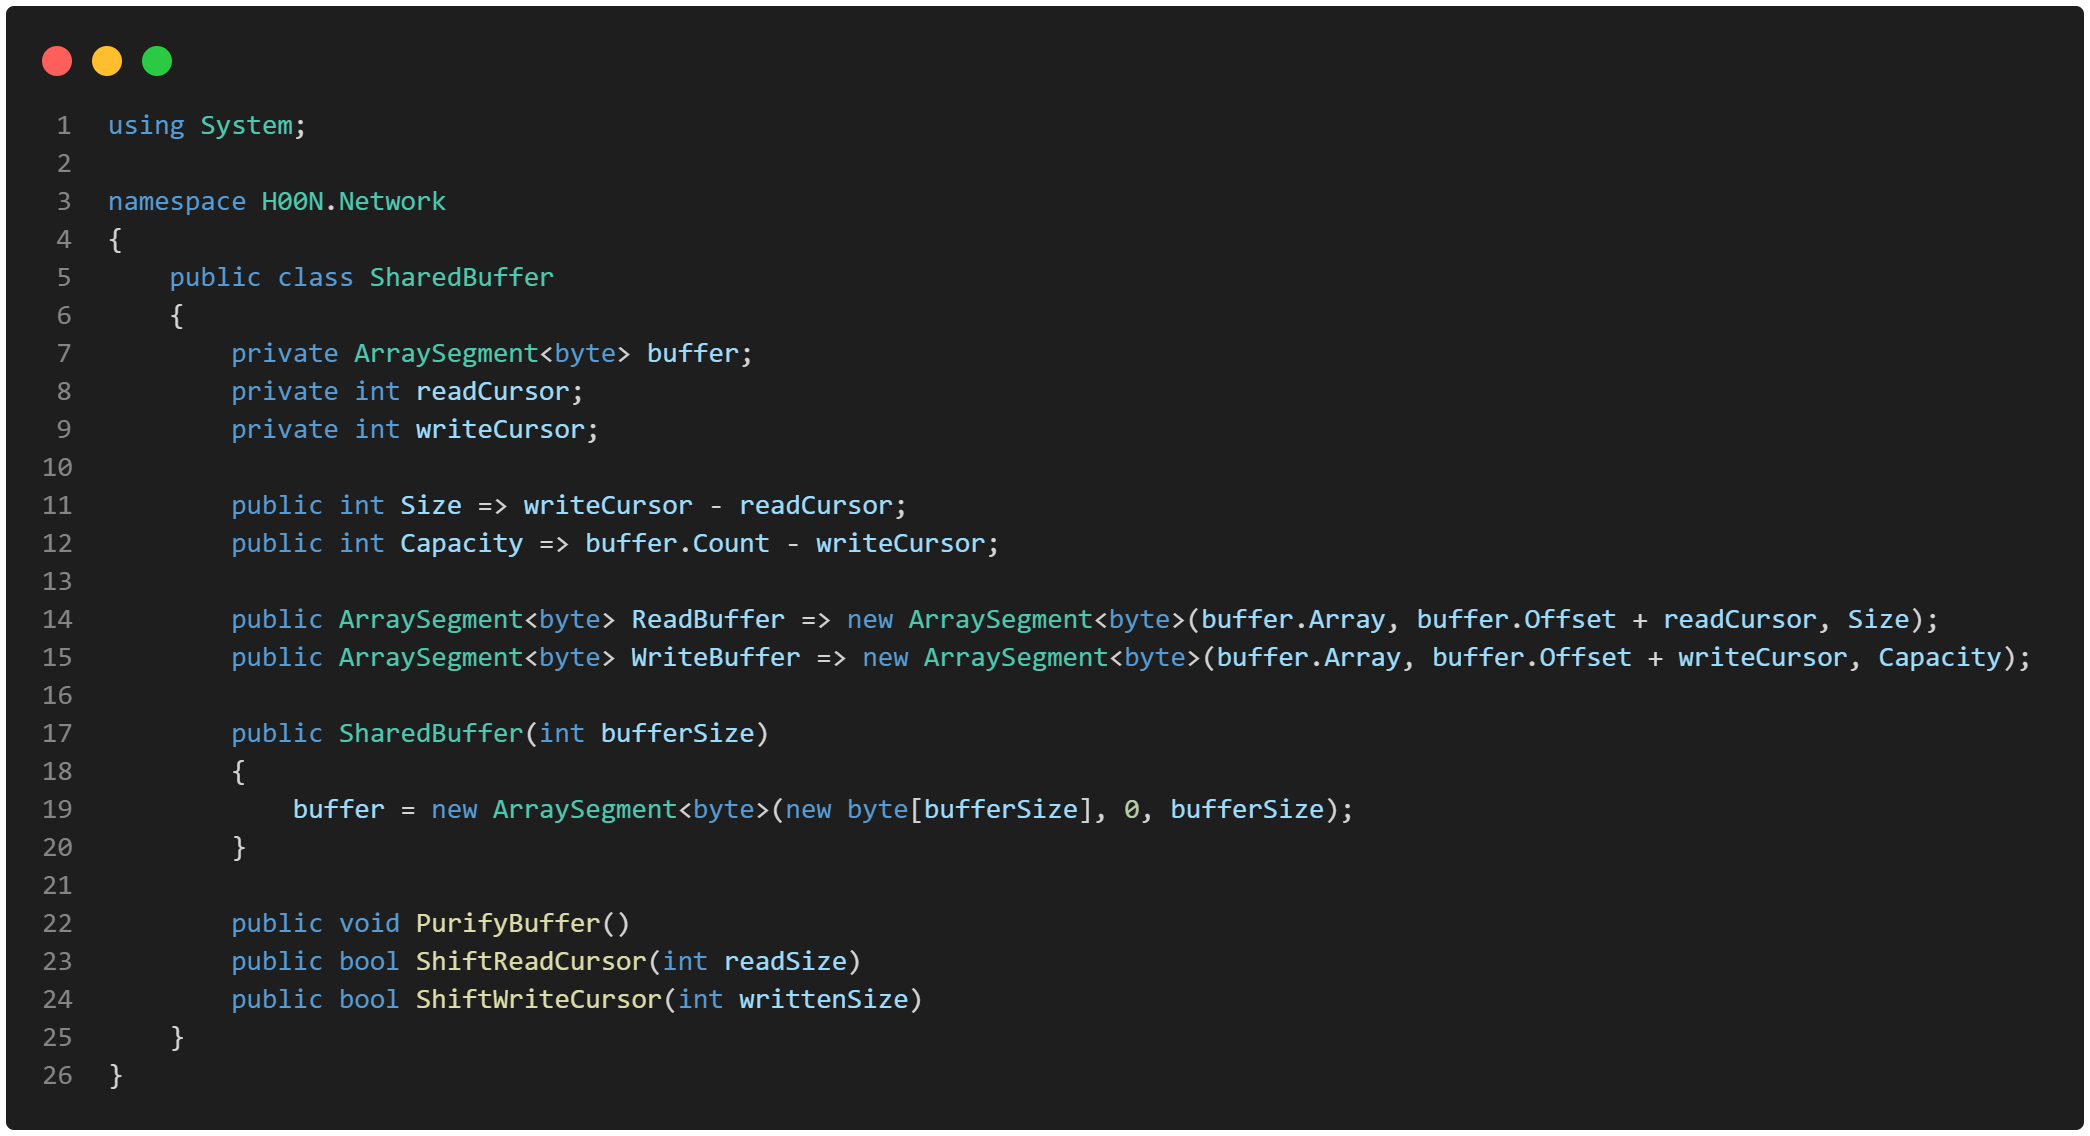 1 using System;
2
3 namespace H00N.Network
4 {
5     public class SharedBuffer
6     {
7         private ArraySegment<byte> buffer;
8         private int readCursor;
9         private int writeCursor;
10
11         public int Size => writeCursor - readCursor;
12         public int Capacity => buffer.Count - writeCursor;
13
14         public ArraySegment<byte> ReadBuffer => new ArraySegment<byte>(buffer.Array, buffer.Offset + readCursor, Size);
15         public ArraySegment<byte> WriteBuffer => new ArraySegment<byte>(buffer.Array, buffer.Offset + writeCursor, Capacity);
16
17         public SharedBuffer(int bufferSize)
18         {
19             buffer = new ArraySegment<byte>(new byte[bufferSize], 0, bufferSize);
20         }
21
22         public void PurifyBuffer()
23         public bool ShiftReadCursor(int readSize)
24         public bool ShiftWriteCursor(int writtenSize)
25     }
26 }